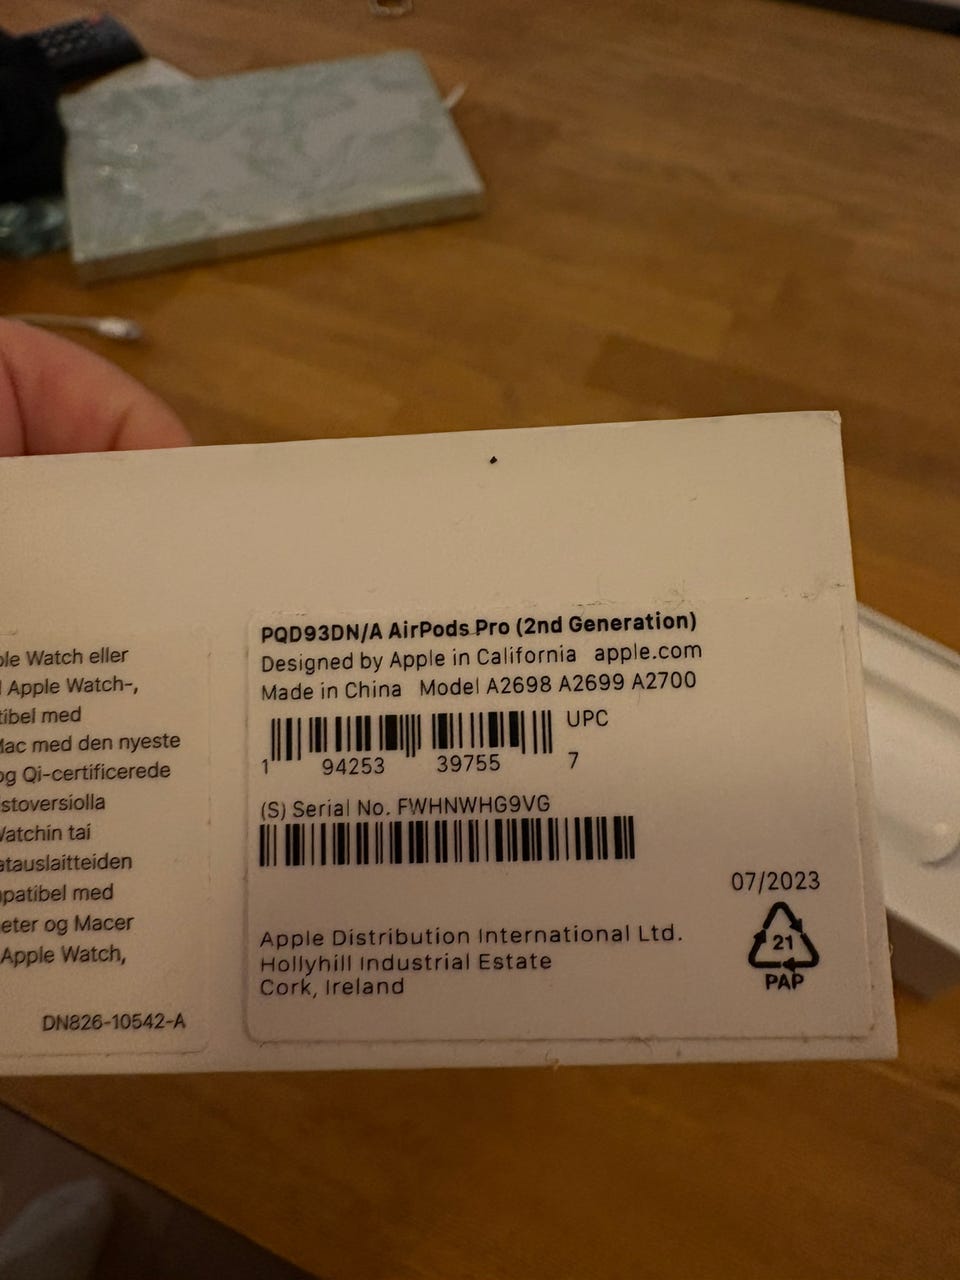 ple Watch eller
l Apple Watch-,
tibel med
Mac med den nyeste
og Qi-certificerede
stoversiolla
Watchin tai
atauslaitteiden
mpatibel med
eter og Macer
Apple Watch,
DN826-10542-A
PQD93DN/A AirPods Pro (2nd Generation)
Designed by Apple in California apple.com
Made in China Model A2698 A2699 A2700
UPC
1 94253 39755 7
(S) Serial No. FWHNWHG9VG
07/2023
Apple Distribution International Ltd.
Hollyhill Industrial Estate
Cork, Ireland
21
PAP